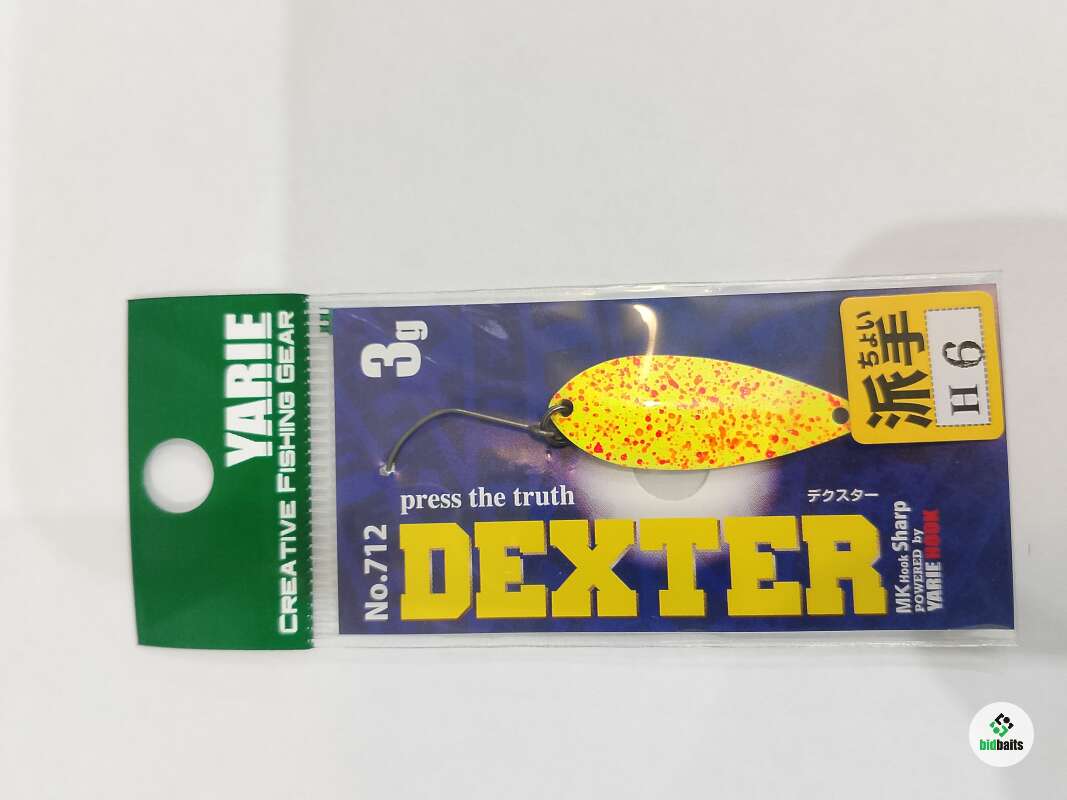 YARIE
CREATIVE FISHING GEAR
3g
No.712
press the truth
デクスター
DEXTER
MK Hook Sharp
POWERED by
YARIE HOOK
ちょい
派手
H6
bidbaits